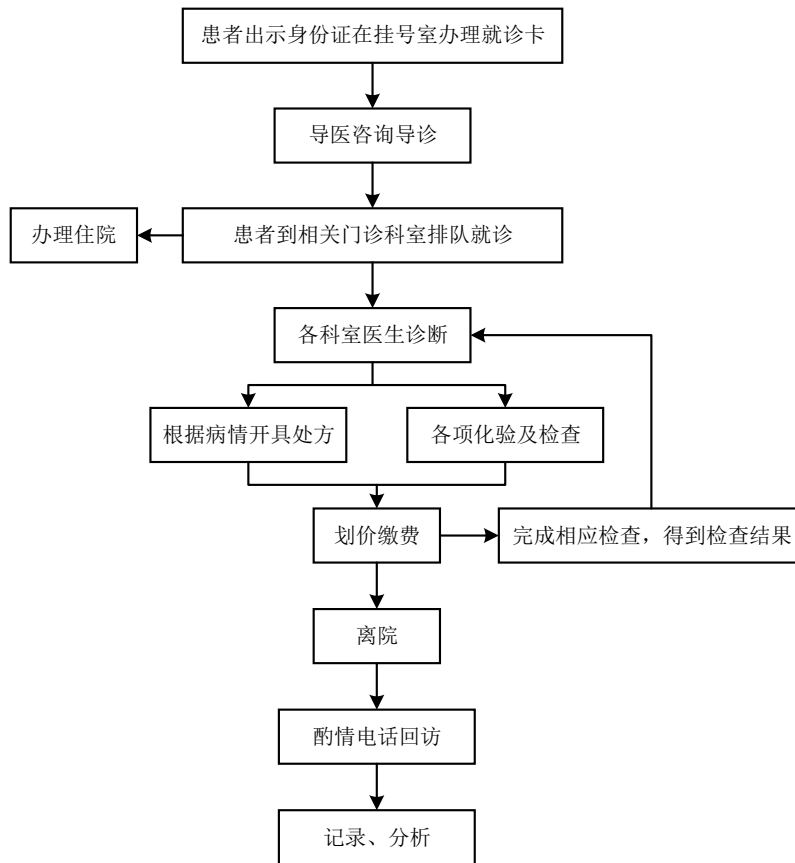 患者出示身份证在挂号室办理就诊卡
导医咨询导诊
办理住院
患者到相关门诊科室排队就诊
各科室医生诊断
根据病情开具处方
各项化验及检查
划价缴费
完成相应检查，得到检查结果
离院
酌情电话回访
记录、分析